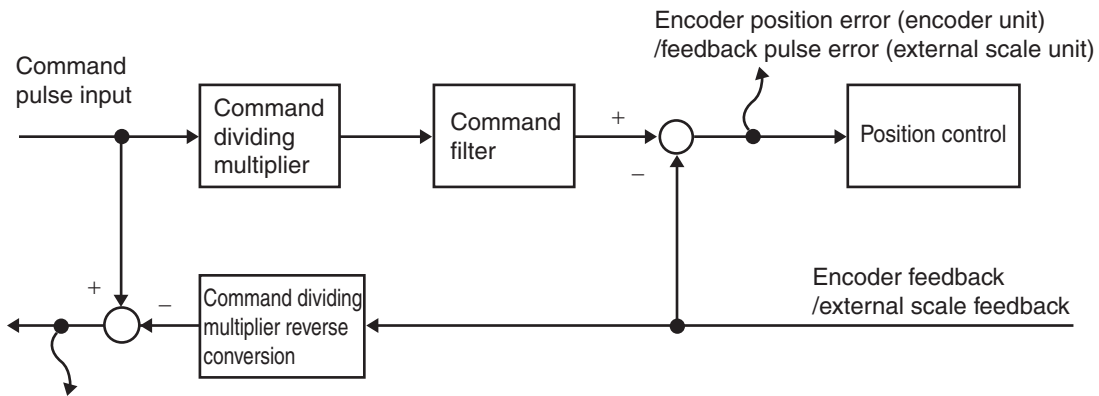 Encoder position error (encoder unit)
/feedback pulse error (external scale unit)
Command
pulse input
Command
dividing
multiplier
Command
filter
+
−
Position control
Encoder feedback
/external scale feedback
+
−
Command dividing
multiplier reverse
conversion